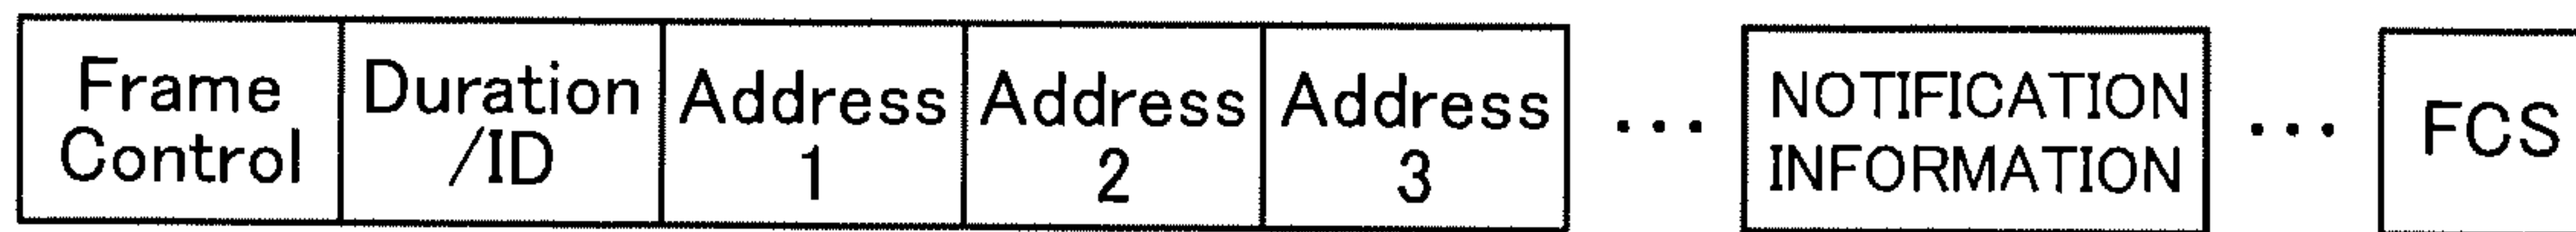 Frame
Control
Duration
/ID
Address
1
Address
2
Address
3
...
NOTIFICATION
INFORMATION
...
FCS